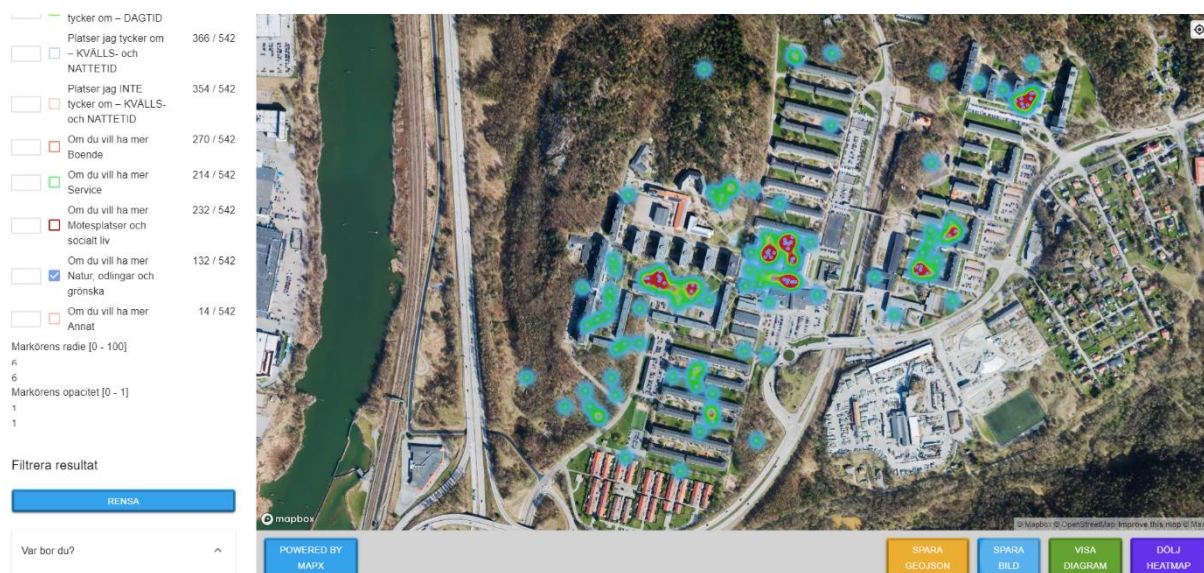 tycker om – DAGTID
Platser jag tycker om 366 / 542
– KVÄLLS- och
NATTETID
Platser jag INTE 354 / 542
tycker om – KVÄLLS-
och NATTETID
Om du vill ha mer 270 / 542
Boende
Om du vill ha mer 214 / 542
Service
Om du vill ha mer 232 / 542
Mötesplatser och
socialt liv
Om du vill ha mer 132 / 542
Natur, odlingar och
grönska
Om du vill ha mer 14 / 542
Annat
Markörens radie [0 - 100]
6
6
Markörens opacitet [0 - 1]
1
1
Filtrera resultat
RENSA
Var bor du?
mapbox
© Mapbox © OpenStreetMap Improve this map © Max
POWERED BY
MAPX
SPARA
GEOJSON
SPARA
BILD
VISA
DIAGRAM
DÖLJ
HEATMAP